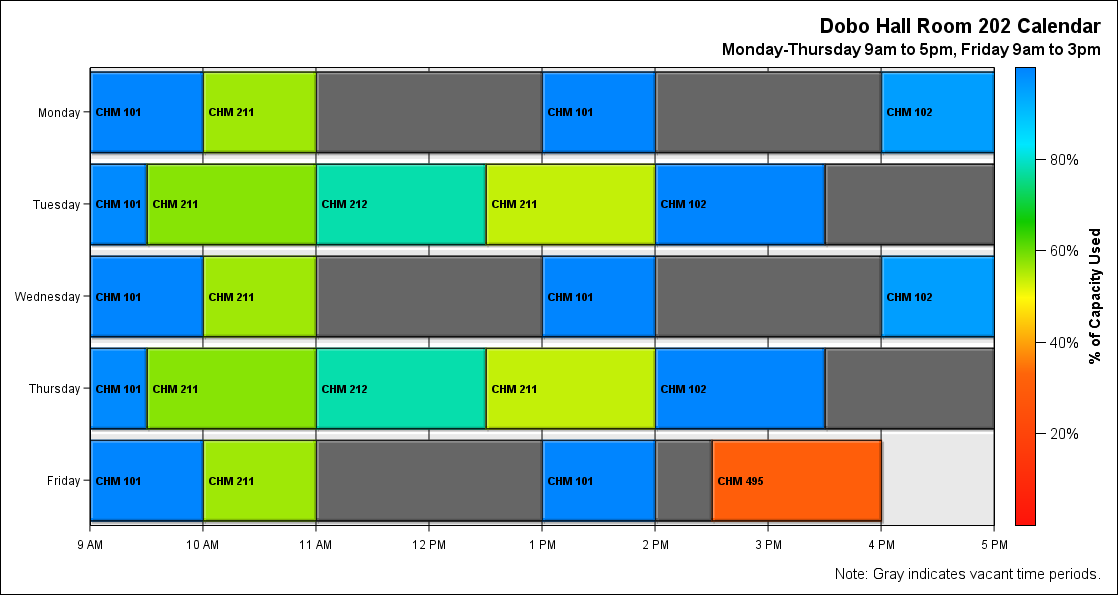 Dobo Hall Room 202 Calendar
Monday-Thursday 9am to 5pm, Friday 9am to 3pm
Monday
CHM 101
CHM 211
CHM 101
CHM 102
Tuesday
CHM 101
CHM 211
CHM 212
CHM 211
CHM 102
Wednesday
CHM 101
CHM 211
CHM 101
CHM 102
Thursday
CHM 101
CHM 211
CHM 212
CHM 211
CHM 102
Friday
CHM 101
CHM 211
CHM 101
CHM 495
9 AM
10 AM
11 AM
12 PM
1 PM
2 PM
3 PM
4 PM
5 PM
80%
60%
40%
20%
% of Capacity Used
Note: Gray indicates vacant time periods.